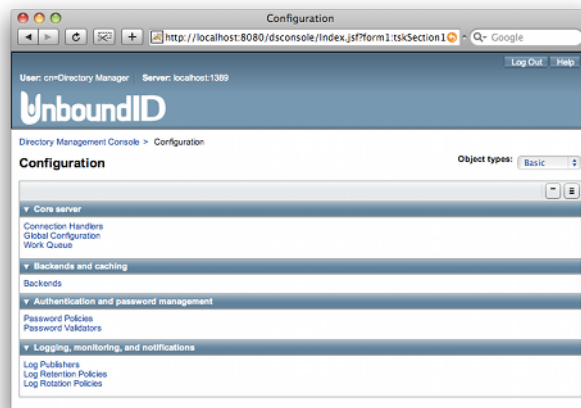 Configuration
http://localhost:8080/dsconsole/Index.jsf?form1:tskSection1
Google
Log Out Help
User: cn=Directory Manager Server: localhost:1389
UnboundID
Directory Management Console > Configuration
Configuration
Object types: Basic
▼ Core server
Connection Handlers
Global Configuration
Work Queue
▼ Backends and caching
Backends
▼ Authentication and password management
Password Policies
Password Validators
▼ Logging, monitoring, and notifications
Log Publishers
Log Retention Policies
Log Rotation Policies